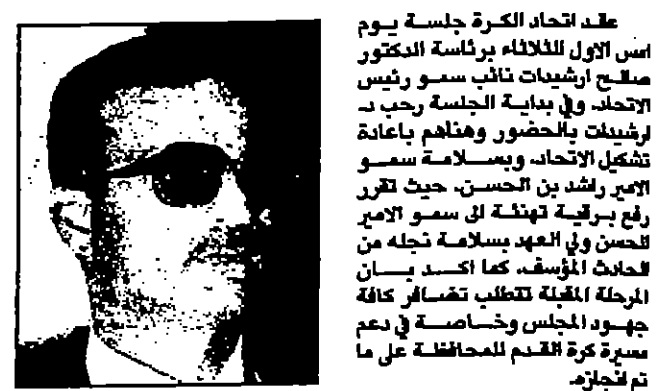 عقد اتحاد الكرة جلسة يوم
امس الاول الثلاثاء برئاسة الدكتور
صالح ارشيدات نائب سمو رئيس
الاتحاد. وفي بداية الجلسة رحب د.
ارشيدات بالحضور وهناهم باعادة
تشكيل الاتحاد، وبسلامة سمو
الامير راشد بن الحسن، حيث تقرر
رفع برقية تهنئة الى سمو الامير
الحسن ولي العهد بسلامة نجله من
الحادث المؤسف، كما اكد بان
المرحلة المقبلة تتطلب تضافر كافة
جهود المجلس وخاصة في دعم
مسيرة كرة القدم للمحافظة على ما
تم انجازه.